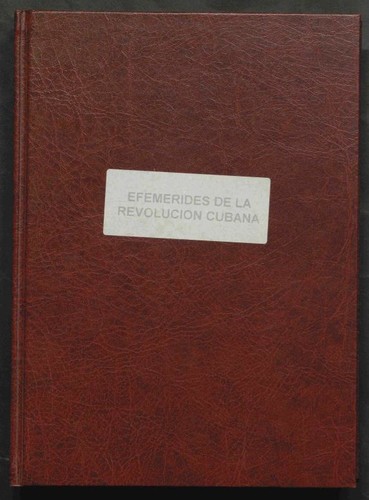 EFEMERIDES DE LA
REVOLUCION CUBANA